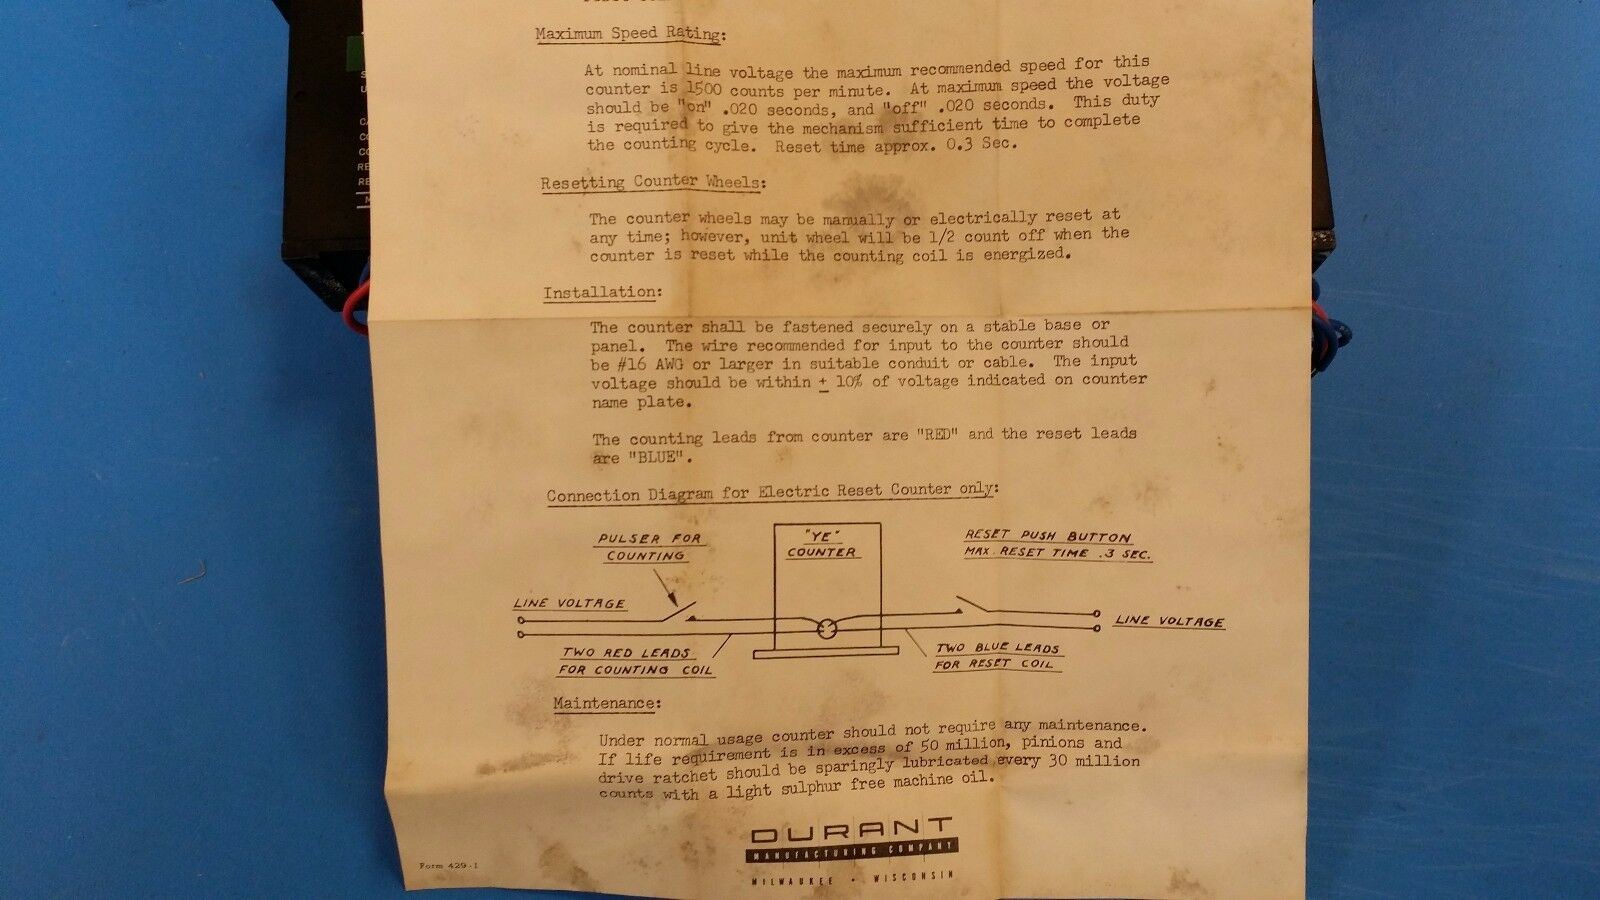 Maximum Speed Rating:
At nominal line voltage the maximum recommended speed for this
counter is 1500 counts per minute. At maximum speed the voltage
should be "on" .020 seconds, and "off" .020 seconds. This duty
is required to give the mechanism sufficient time to complete
the counting cycle. Reset time approx. 0.3 Sec.
Resetting Counter Wheels:
The counter wheels may be manually or electrically reset at
any time; however, unit wheel will be 1/2 count off when the
counter is reset while the counting coil is energized.
Installation:
The counter shall be fastened securely on a stable base or
panel. The wire recommended for input to the counter should
be #16 AWG or larger in suitable conduit or cable. The input
voltage should be within ± 10% of voltage indicated on counter
name plate.
The counting leads from counter are "RED" and the reset leads
are "BLUE".
Connection Diagram for Electric Reset Counter only:
PULSER FOR
COUNTING
"YE"
COUNTER
RESET PUSH BUTTON
MAX. RESET TIME .3 SEC.
LINE VOLTAGE
LINE VOLTAGE
TWO RED LEADS
FOR COUNTING COIL
TWO BLUE LEADS
FOR RESET COIL
Maintenance:
Under normal usage counter should not require any maintenance.
If life requirement is in excess of 50 million, pinions and
drive ratchet should be sparingly lubricated every 30 million
counts with a light sulphur free machine oil.
DURANT
MANUFACTURING COMPANY
MILWAUKEE • WISCONSIN
Form 429-1